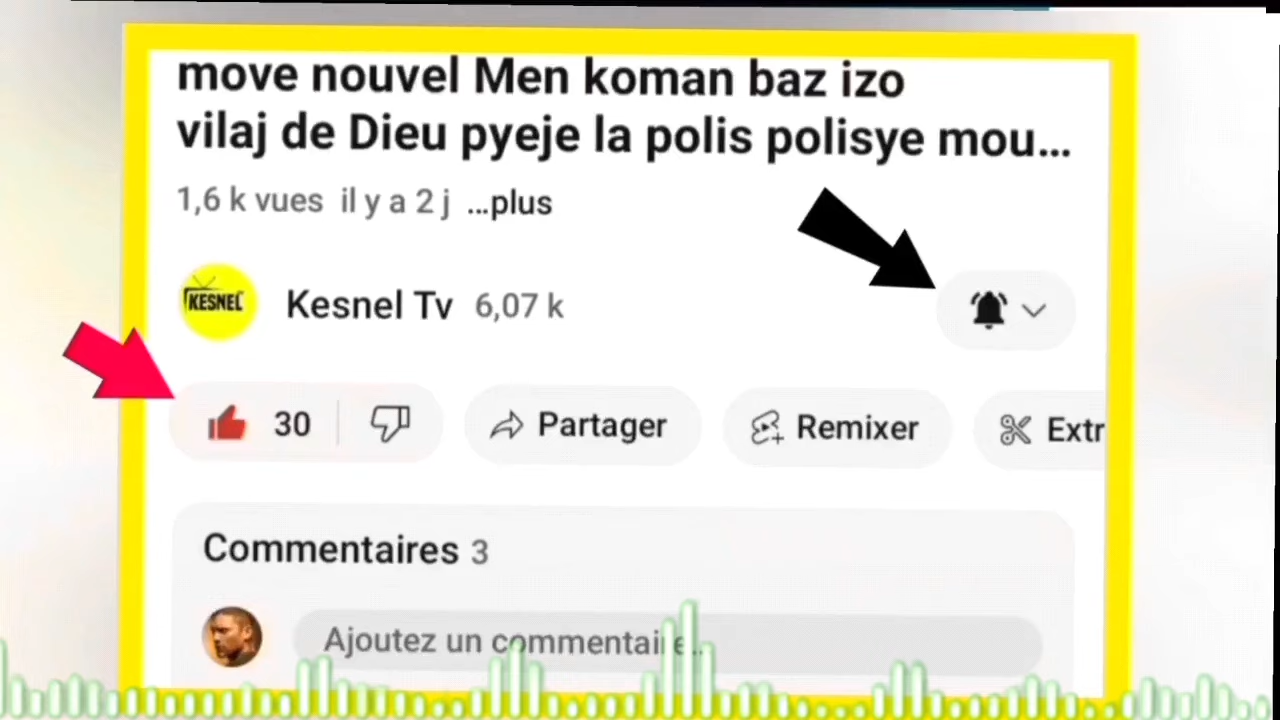 move nouvel Men koman baz izo
vilaj de Dieu pyeje la polis polisye mou...
1,6 k vues il y a 2 j ...plus
KESNEL
Kesnel Tv 6,07 k
30
Partager
Remixer
Extr
Commentaires 3
Ajoutez un commentaire...